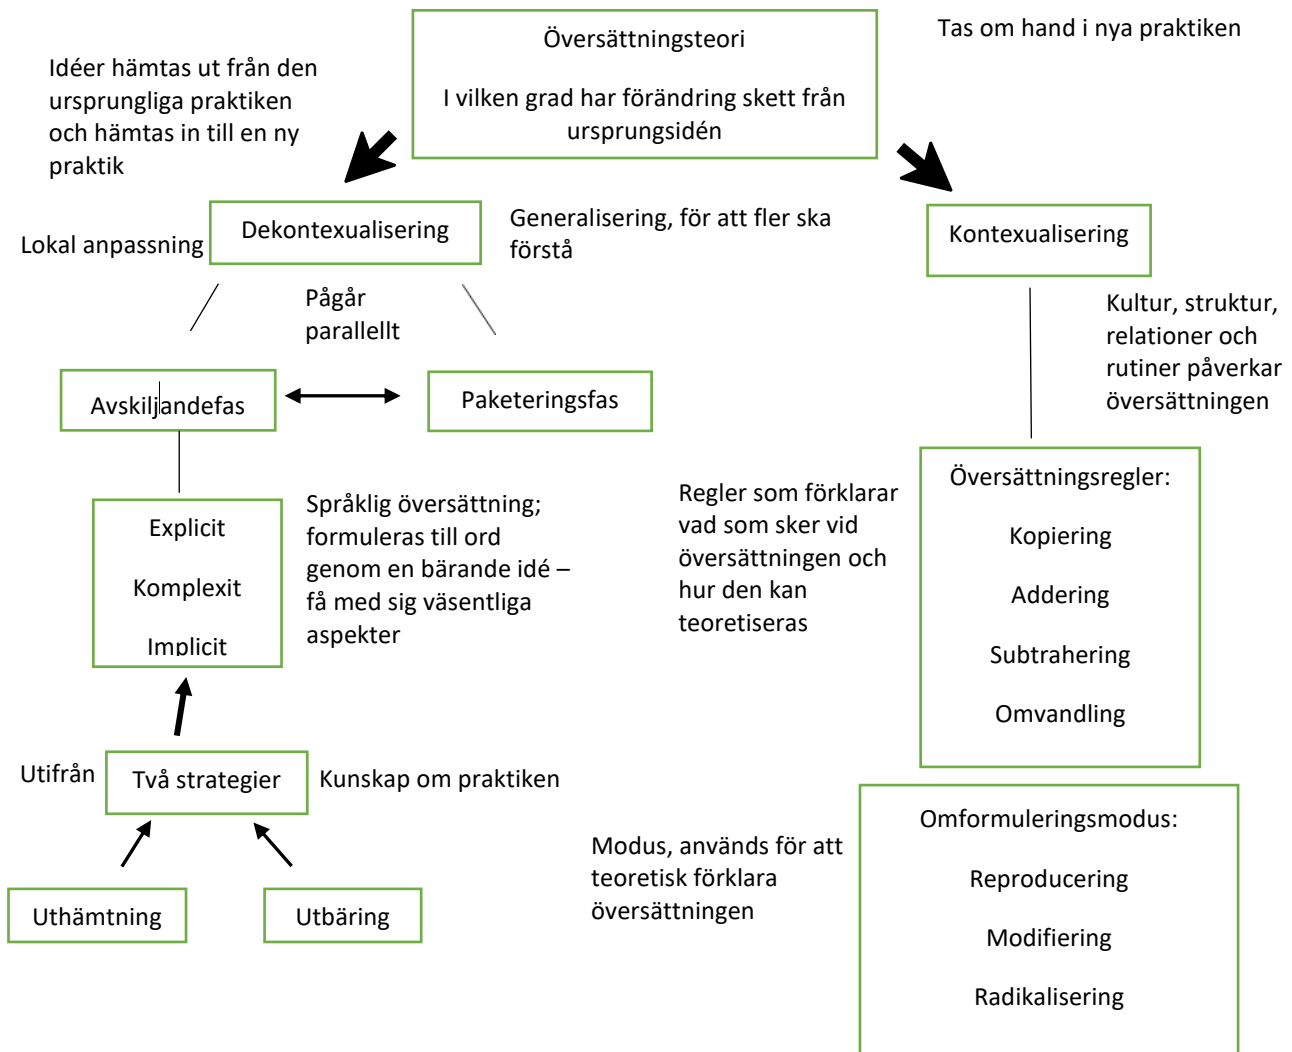 Översättningsteori
I vilken grad har förändring skett från
ursprungsidén
Tas om hand i nya praktiken
Idéer hämtas ut från den
ursprungliga praktiken
och hämtas in till en ny
praktik
Lokal anpassning
Dekontexualisering
Generalisering, för att fler ska
förstå
Kontexualisering
Pågår
parallellt
Kultur, struktur,
relationer och
rutiner påverkar
översättningen
Avskiljandefas
Paketeringsfas
Explicit
Komplexit
Implicit
Språklig översättning;
formuleras till ord
genom en bärande idé –
få med sig väsentliga
aspekter
Regler som förklarar
vad som sker vid
översättningen och
hur den kan
teoretiseras
Översättningsregler:
Kopiering
Addering
Subtrahering
Omvandling
Utifrån
Två strategier
Kunskap om praktiken
Uthämtning
Utbäring
Modus, används för att
teoretisk förklara
översättningen
Omformuleringsmodus:
Reproducering
Modifiering
Radikalisering